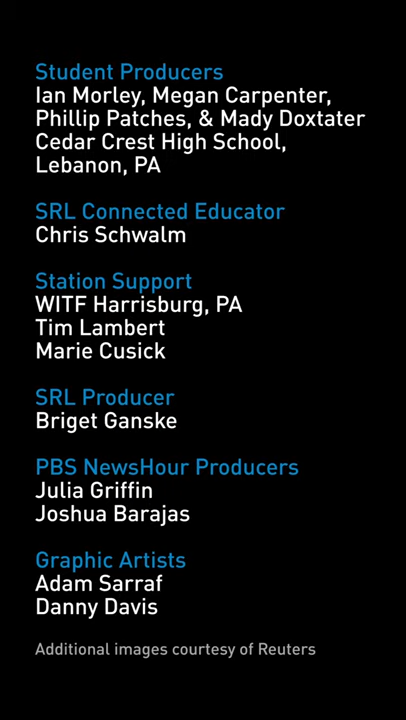 Student Producers
Ian Morley, Megan Carpenter,
Phillip Patches, & Mady Doxtater
Cedar Crest High School,
Lebanon, PA
SRL Connected Educator
Chris Schwalm
Station Support
WITF Harrisburg, PA
Tim Lambert
Marie Cusick
SRL Producer
Briget Ganske
PBS NewsHour Producers
Julia Griffin
Joshua Barajas
Graphic Artists
Adam Sarraf
Danny Davis
Additional images courtesy of Reuters